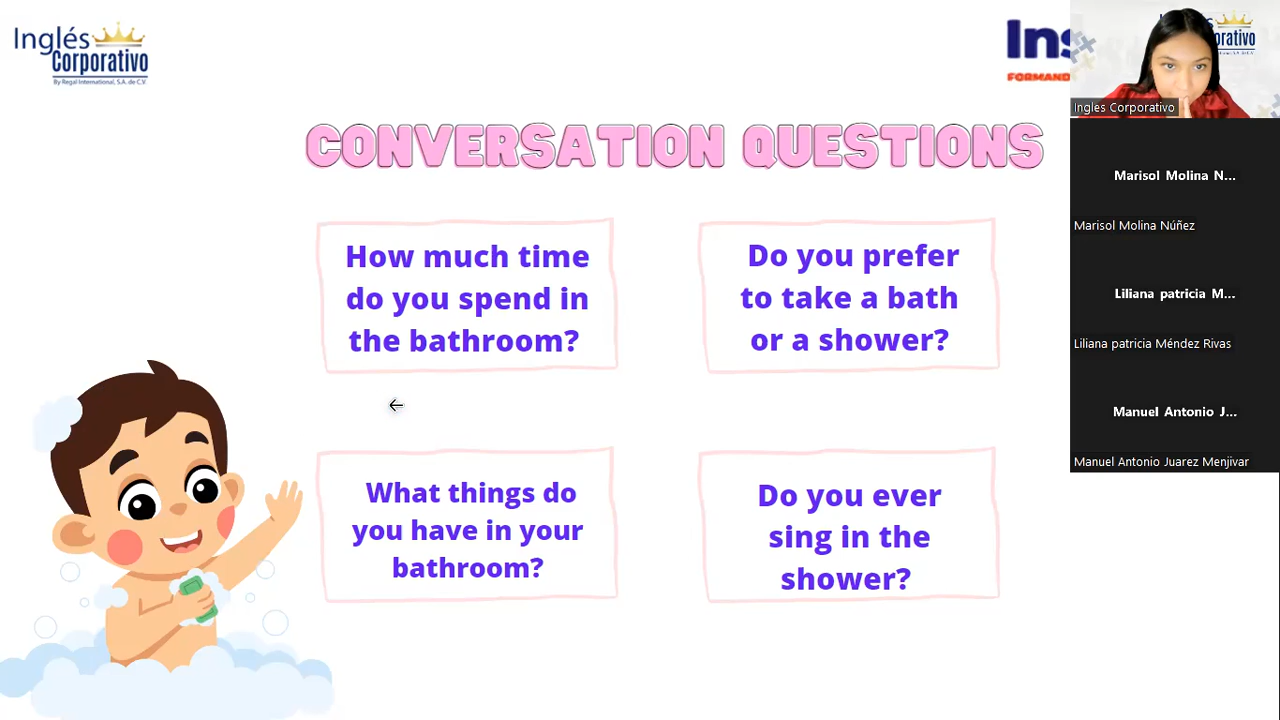 Inglés
Corporativo
By Regal International, S.A. de C.V.
FORMAND
Corporativo
Ingles Corporativo
CONVERSATION QUESTIONS
How much time
do you spend in
the bathroom?
Do you prefer
to take a bath
or a shower?
What things do
you have in your
bathroom?
Do you ever
sing in the
shower?
Marisol Molina N...
Marisol Molina Núñez
Liliana patricia M...
Liliana patricia Méndez Rivas
Manuel Antonio J...
Manuel Antonio Juarez Menjivar